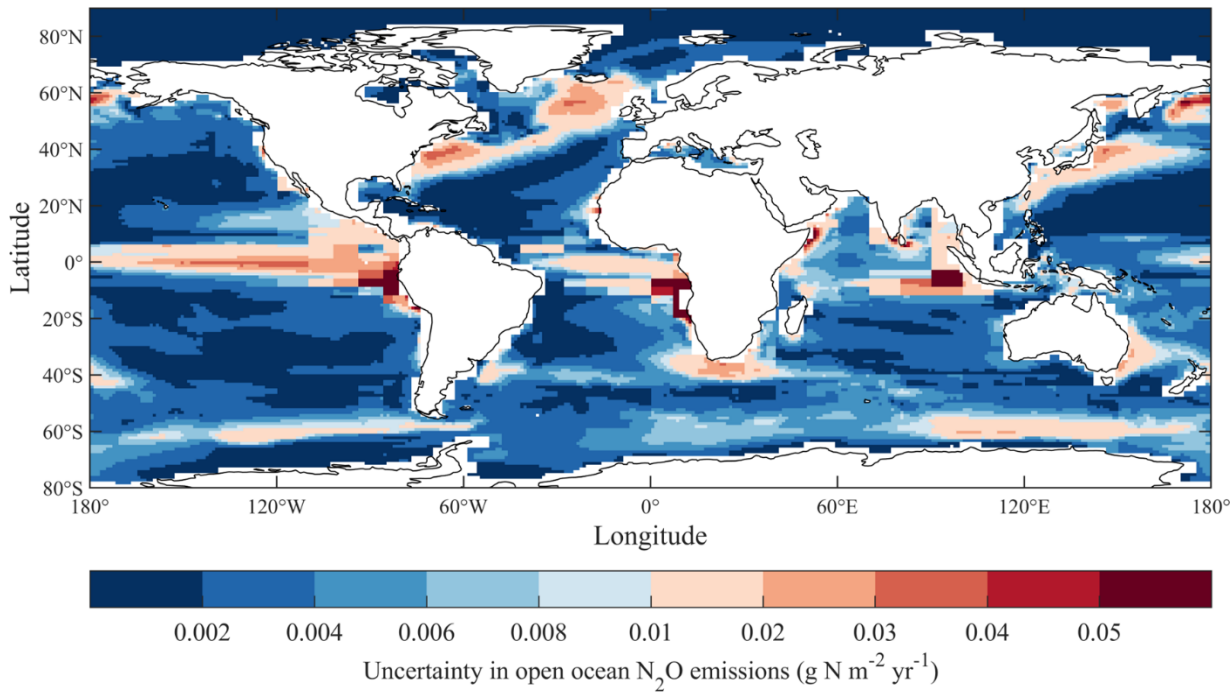 80°N
60°N
40°N
20°N
0°
20°S
40°S
60°S
80°S
Latitude
180° 120°W 60°W 0° 60°E 120°E 180°
Longitude
0.002 0.004 0.006 0.008 0.01 0.02 0.03 0.04 0.05
Uncertainty in open ocean N₂O emissions (g N m⁻² yr⁻¹)